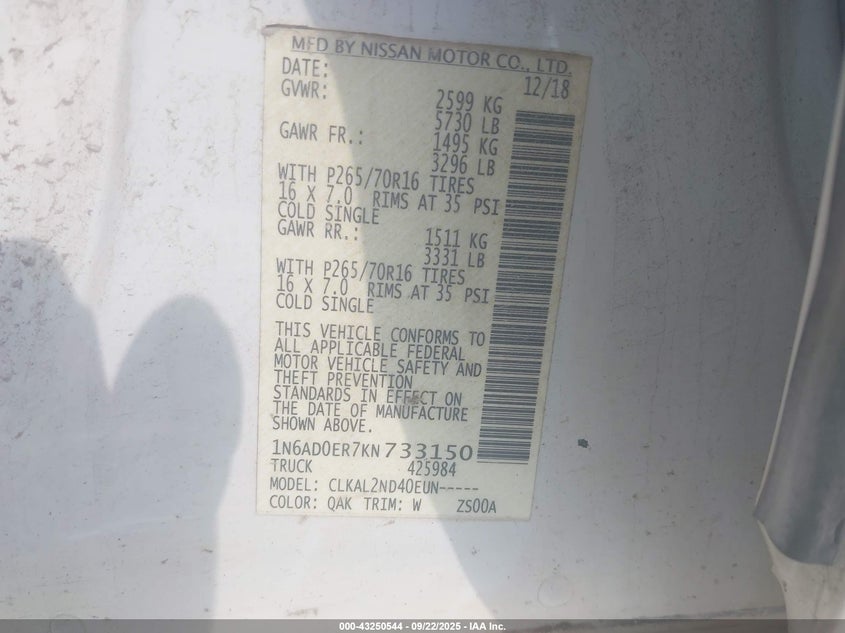 MFD BY NISSAN MOTOR CO., LTD.
DATE: 12/18
GVWR: 2599 KG
5730 LB
GAWR FR.: 1495 KG
3296 LB
WITH P265/70R16 TIRES
16 X 7.0 RIMS AT 35 PSI
COLD SINGLE
GAWR RR.: 1511 KG
3331 LB
WITH P265/70R16 TIRES
16 X 7.0 RIMS AT 35 PSI
COLD SINGLE
THIS VEHICLE CONFORMS TO
ALL APPLICABLE FEDERAL
MOTOR VEHICLE SAFETY AND
THEFT PREVENTION
STANDARDS IN EFFECT ON
THE DATE OF MANUFACTURE
SHOWN ABOVE.
1N6AD0ER7KN733150
TRUCK 425984
MODEL: CLKAL2ND40EUN-----
COLOR: QAK TRIM: W ZS00A
000-43250544 - 09/22/2025 - IAA Inc.